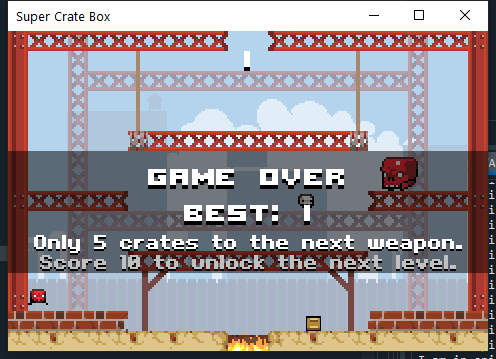 Super Crate Box
1
GAME OVER
BEST: 1
Only 5 crates to the next weapon.
Score 10 to unlock the next level.